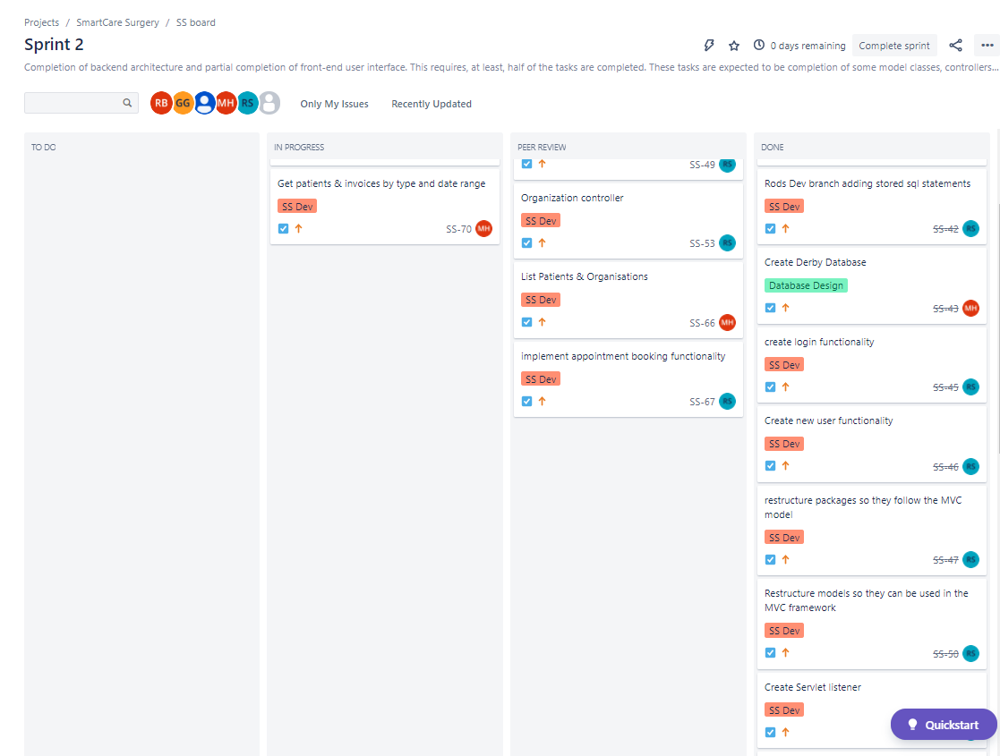 Projects / SmartCare Surgery / SS board
Sprint 2
0 days remaining
Complete sprint
Completion of backend architecture and partial completion of front-end user interface. This requires, at least, half of the tasks are completed. These tasks are expected to be completion of some model classes, controllers...
RB GG MH RS
Only My Issues
Recently Updated
TO DO
IN PROGRESS
Get patients & invoices by type and date range
SS Dev
SS-70 MH
PEER REVIEW
SS-49 RS
Organization controller
SS Dev
SS-53 RS
List Patients & Organisations
SS Dev
SS-66 MH
implement appointment booking functionality
SS Dev
SS-67 RS
DONE
Rods Dev branch adding stored sql statements
SS Dev
SS-42 RS
Create Derby Database
Database Design
SS-43 MH
create login functionality
SS Dev
SS-45 RS
Create new user functionality
SS Dev
SS-46 RS
restructure packages so they follow the MVC
model
SS Dev
SS-47 RS
Restructure models so they can be used in the
MVC framework
SS Dev
SS-50 RS
Create Servlet listener
SS Dev
Quickstart